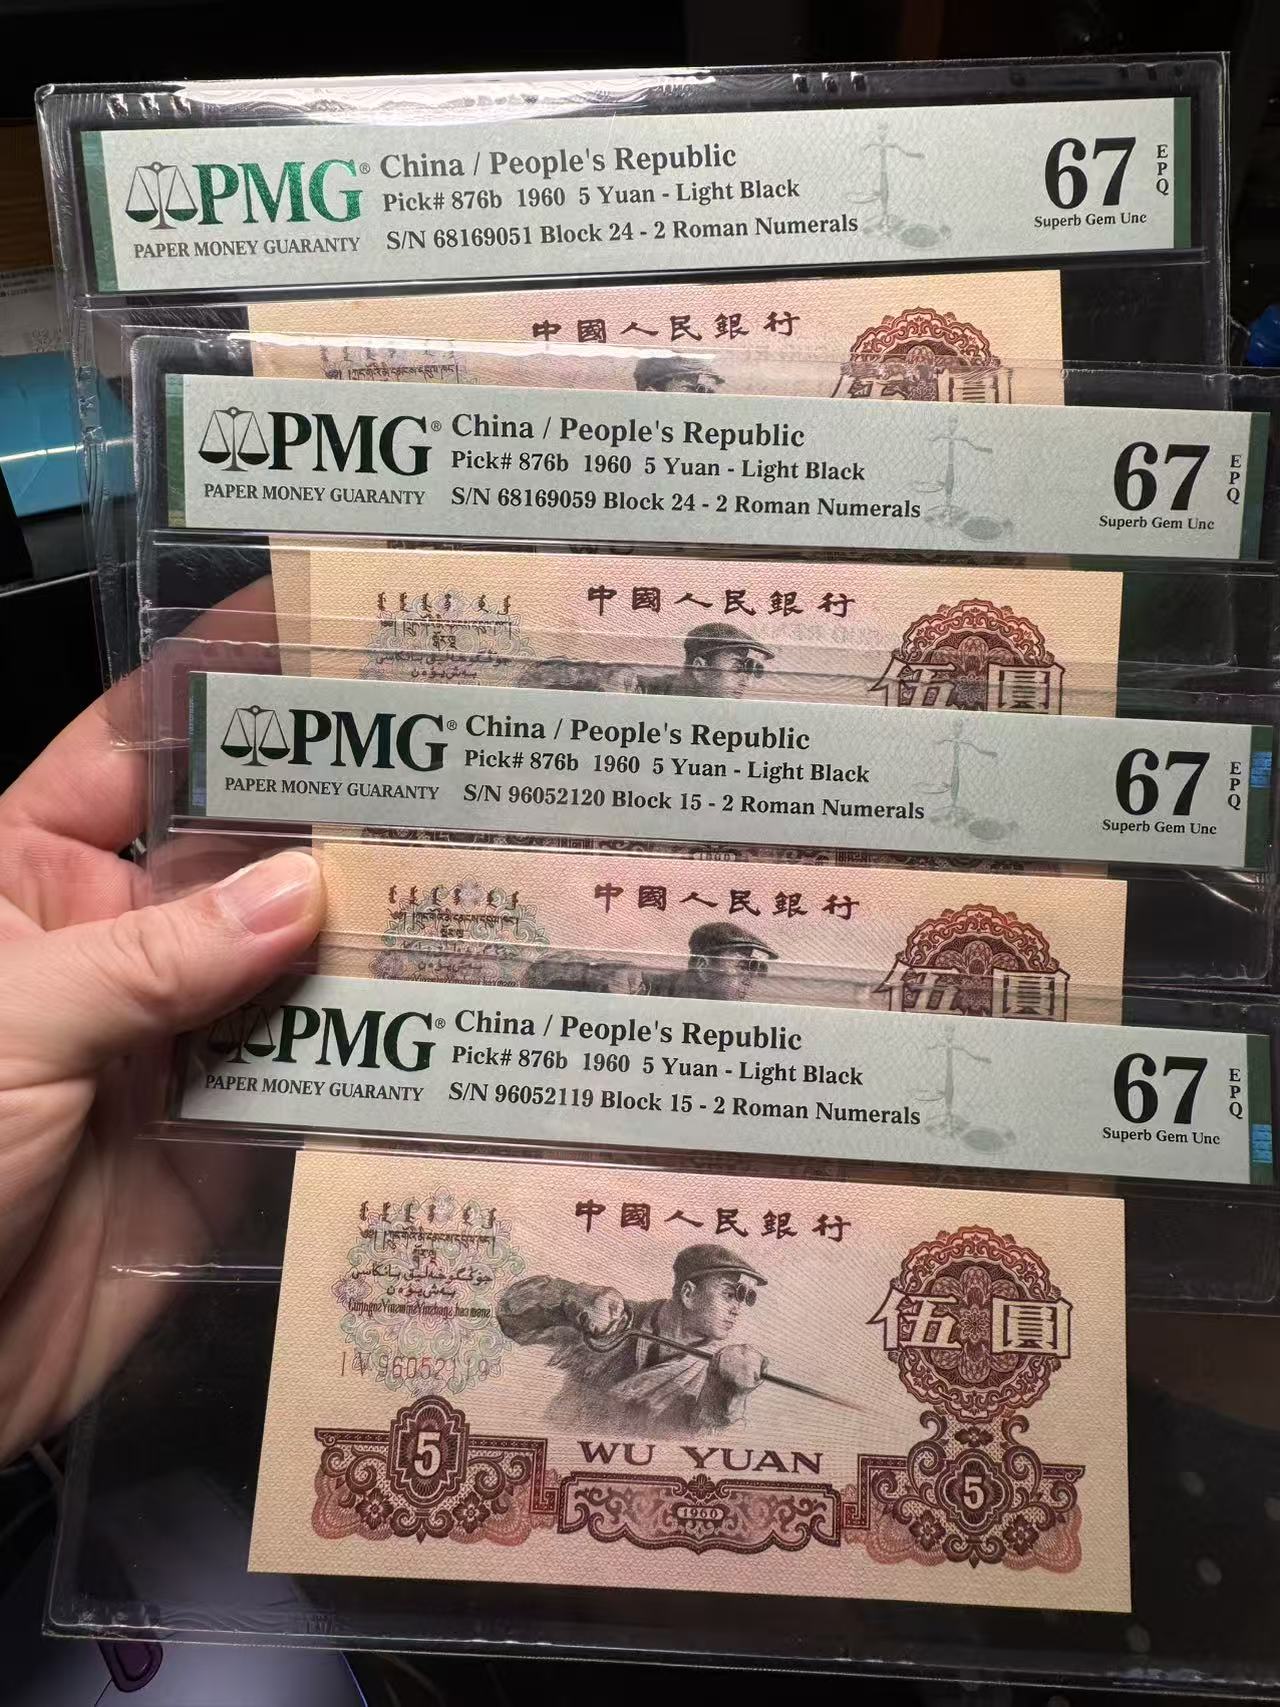 PMG® China / People's Republic
Pick# 876b 1960 5 Yuan - Light Black
PAPER MONEY GUARANTY S/N 68169051 Block 24 - 2 Roman Numerals
67 EPQ
Superb Gem Unc
中國人民銀行
PMG® China / People's Republic
Pick# 876b 1960 5 Yuan - Light Black
PAPER MONEY GUARANTY S/N 68169059 Block 24 - 2 Roman Numerals
67 EPQ
Superb Gem Unc
中國人民銀行
伍圓
PMG® China / People's Republic
Pick# 876b 1960 5 Yuan - Light Black
PAPER MONEY GUARANTY S/N 96052120 Block 15 - 2 Roman Numerals
67 EPQ
Superb Gem Unc
中國人民銀行
伍圓
PMG® China / People's Republic
Pick# 876b 1960 5 Yuan - Light Black
PAPER MONEY GUARANTY S/N 96052119 Block 15 - 2 Roman Numerals
67 EPQ
Superb Gem Unc
中國人民銀行
伍圓
IV 96052119
5 WU YUAN 5
1960